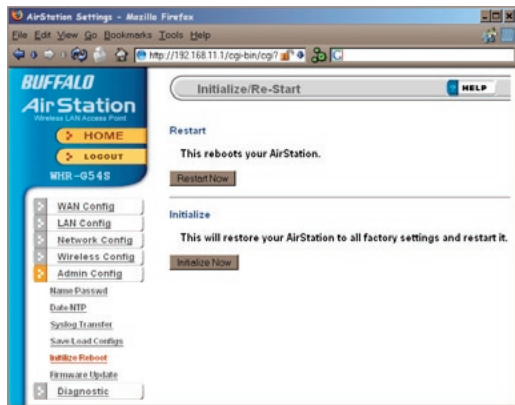 AirStation Settings - Mozilla Firefox
File Edit View Go Bookmarks Tools Help
http://192.168.11.1/cgi-bin/cgi?
BUFFALO
AirStation
Wireless LAN Access Point
HOME
LOGOUT
WHR-G54S
WAN Config
LAN Config
Network Config
Wireless Config
Admin Config
Name Passwd
Date NTP
Syslog Transfer
Save Load Configs
Initilize Reboot
Firmware Update
Diagnostic
Initialize/Re-Start
HELP
Restart
This reboots your AirStation.
Restart Now
Initialize
This will restore your AirStation to all factory settings and restart it.
Initialize Now